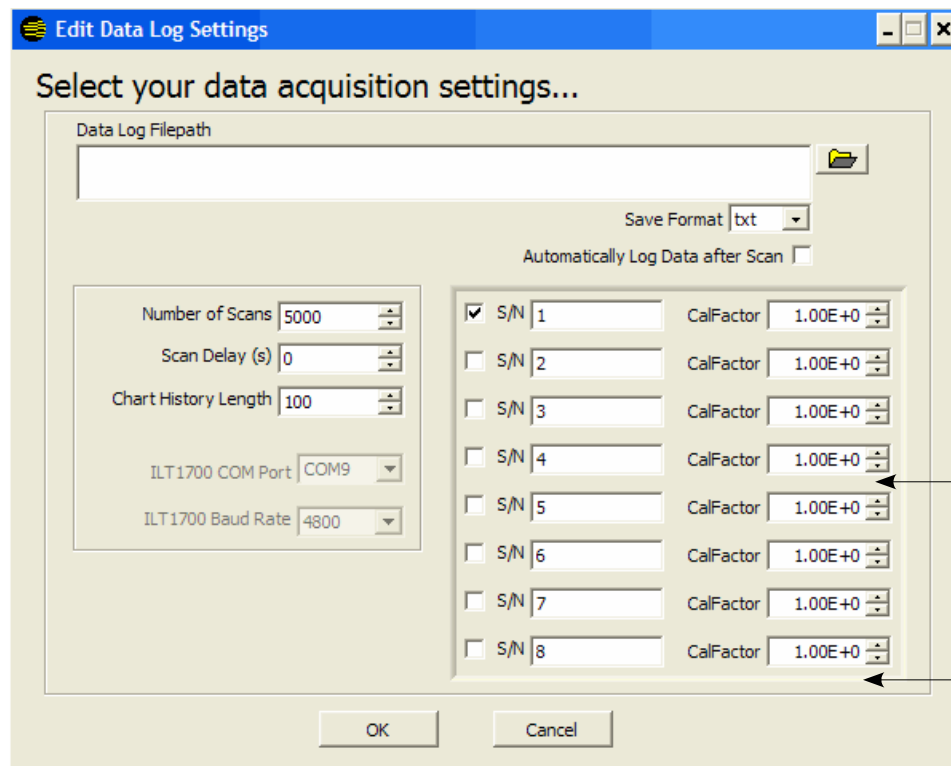 Edit Data Log Settings
Select your data acquisition settings...
Data Log Filepath
Save Format txt
Automatically Log Data after Scan
Number of Scans 5000
Scan Delay (s) 0
Chart History Length 100
ILT1700 COM Port COM9
ILT1700 Baud Rate 4800
S/N 1 CalFactor 1.00E+0
S/N 2 CalFactor 1.00E+0
S/N 3 CalFactor 1.00E+0
S/N 4 CalFactor 1.00E+0
S/N 5 CalFactor 1.00E+0
S/N 6 CalFactor 1.00E+0
S/N 7 CalFactor 1.00E+0
S/N 8 CalFactor 1.00E+0
OK Cancel